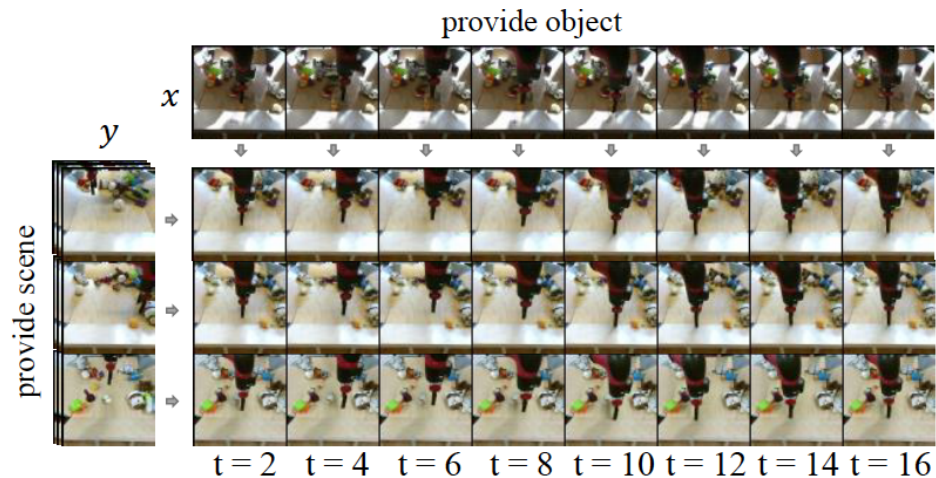 provide object
x
y
provide scene
t = 2 t = 4 t = 6 t = 8 t = 10 t = 12 t = 14 t = 16